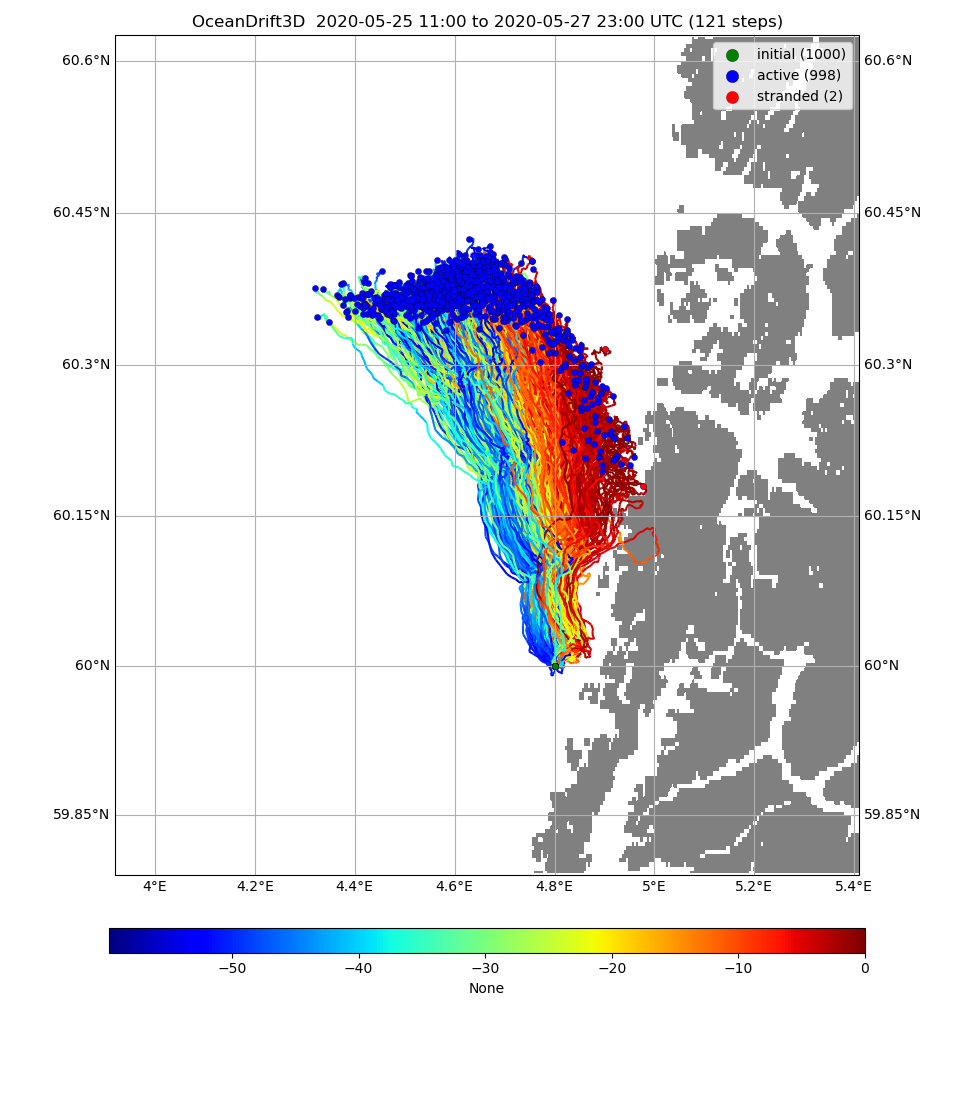 OceanDrift3D  2020-05-25 11:00 to 2020-05-27 23:00 UTC (121 steps)
initial (1000)
active (998)
stranded (2)
60.6°N 60.6°N
60.45°N 60.45°N
60.3°N 60.3°N
60.15°N 60.15°N
60°N 60°N
59.85°N 59.85°N
4°E 4.2°E 4.4°E 4.6°E 4.8°E 5°E 5.2°E 5.4°E
−50 −40 −30 −20 −10 0
None